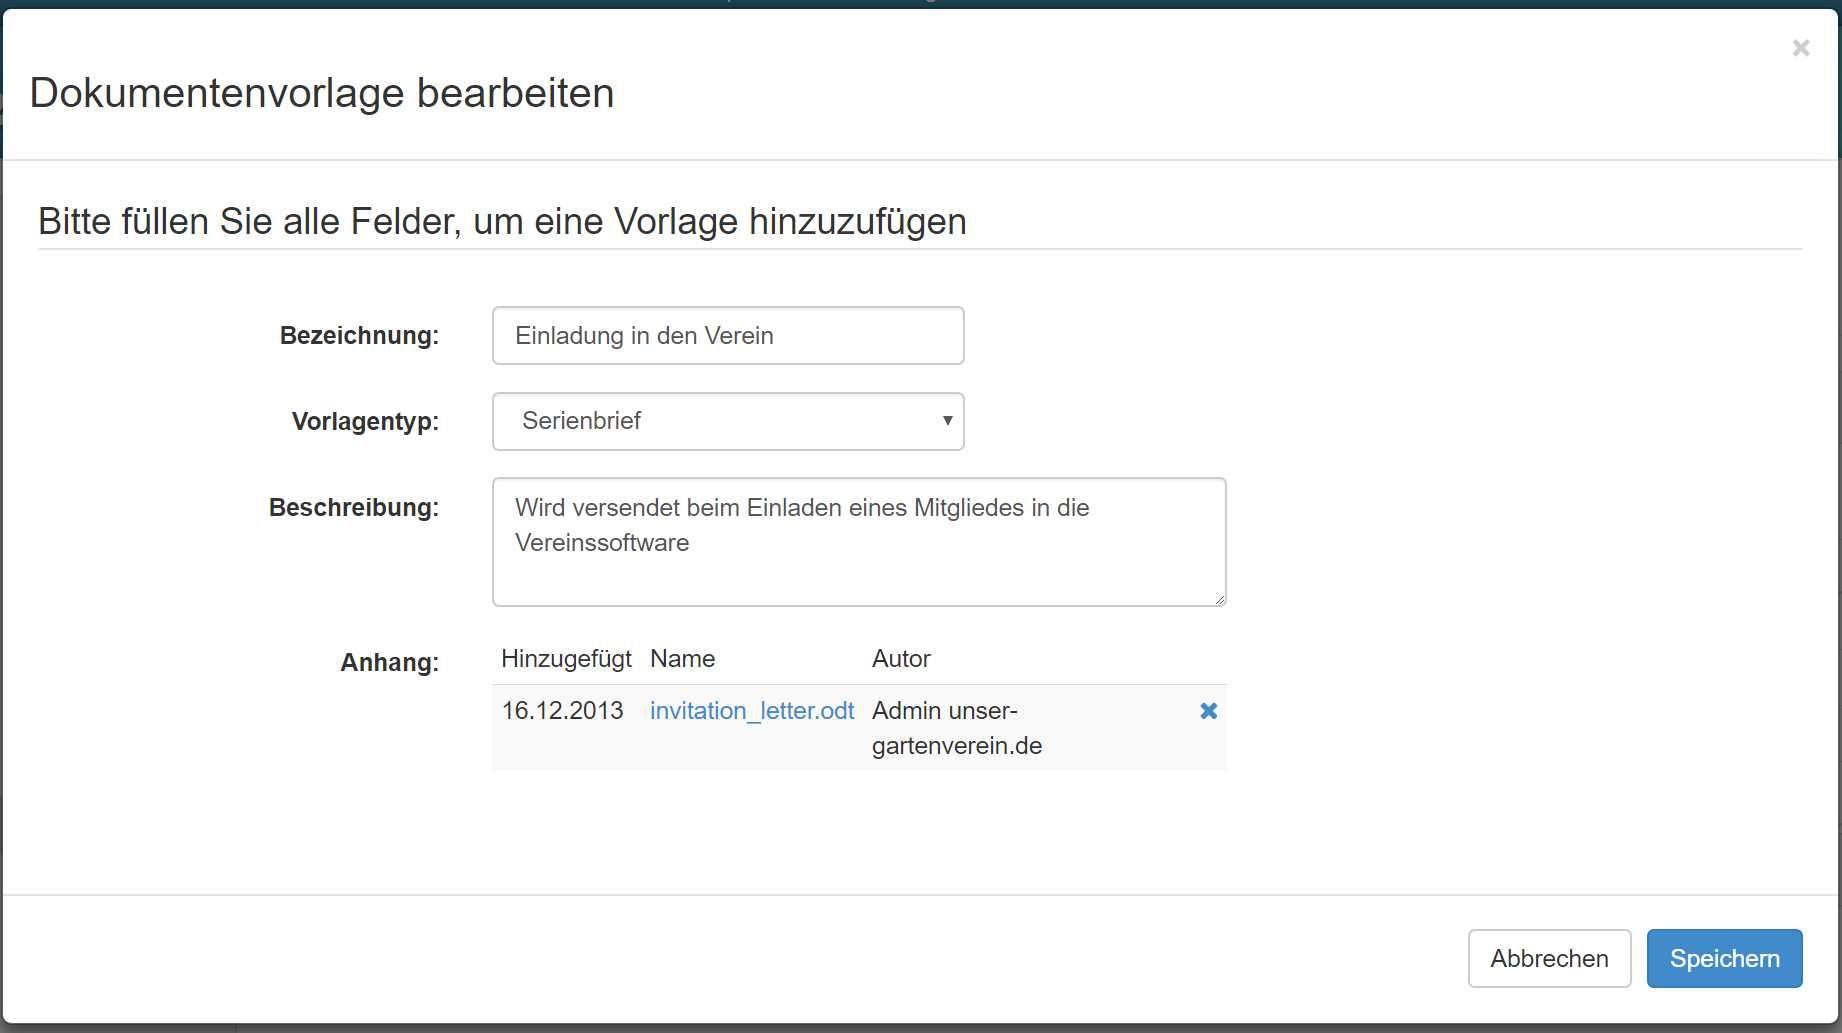 Dokumentenvorlage bearbeiten
Bitte füllen Sie alle Felder, um eine Vorlage hinzuzufügen
Bezeichnung: Einladung in den Verein
Vorlagentyp: Serienbrief
Beschreibung: Wird versendet beim Einladen eines Mitgliedes in die
Vereinssoftware
Anhang: Hinzugefügt Name Autor
16.12.2013 invitation_letter.odt Admin unser-
gartenverein.de
Abbrechen Speichern